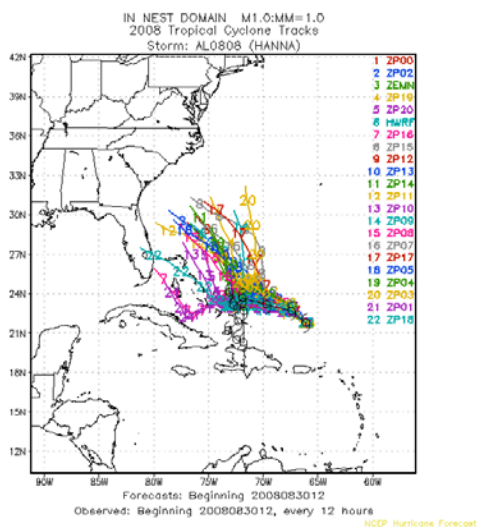 IN NEST DOMAIN M1.0:MM=1.0
2008 Tropical Cyclone Tracks
Storm: AL0808 (HANNA)
42N
39N
36N
33N
30N
27N
24N
21N
18N
15N
12N
90W 85W 80W 75W 70W 65W 60W
1 ZP00
2 ZP02
3 ZEMN
4 ZP19
5 ZP20
6 HWRF
7 ZP16
8 ZP15
9 ZP12
10 ZP13
11 ZP14
12 ZP11
13 ZP10
14 ZP09
15 ZP08
16 ZP07
17 ZP17
18 ZP05
19 ZP04
20 ZP03
21 ZP01
22 ZP18
Forecasts: Beginning 2008083012
Observed: Beginning 2008083012, every 12 hours
NCEP Hurricane Forecast